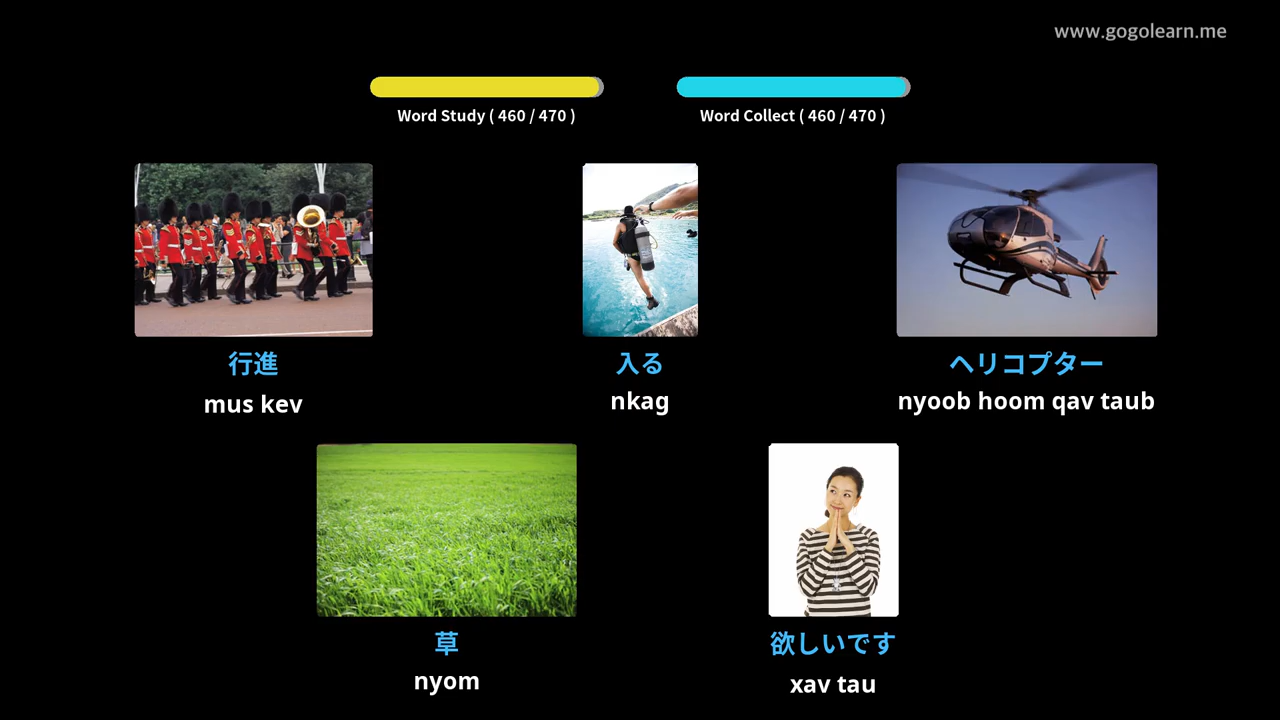 www.gogolearn.me
Word Study ( 460 / 470 )
Word Collect ( 460 / 470 )
行進
mus kev
入る
nkag
ヘリコプター
nyoob hoom qav taub
草
nyom
欲しいです
xav tau